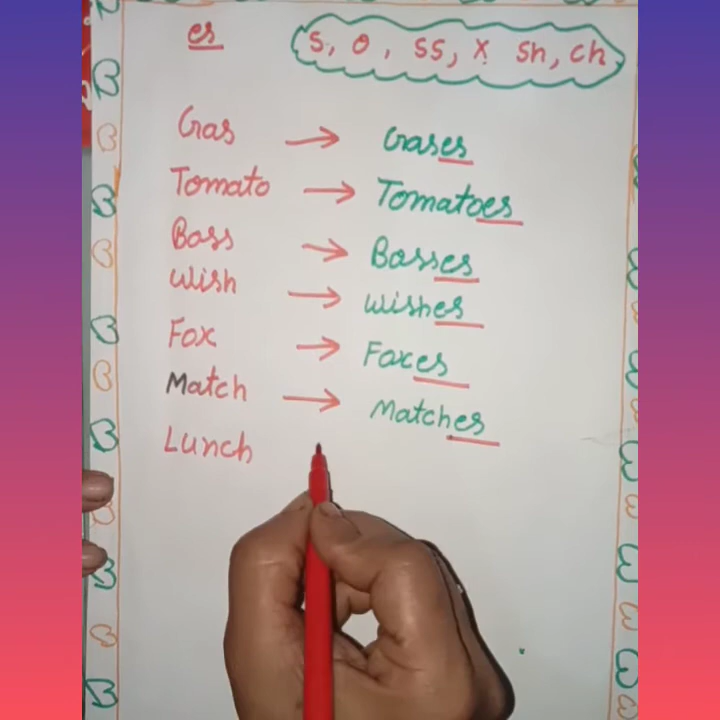 es s, o, ss, x sh, ch
Gas → Gases
Tomato → Tomatoes
Bass → Basses
Wish → Wishes
Fox → Foxes
Match → Matches
Lunch